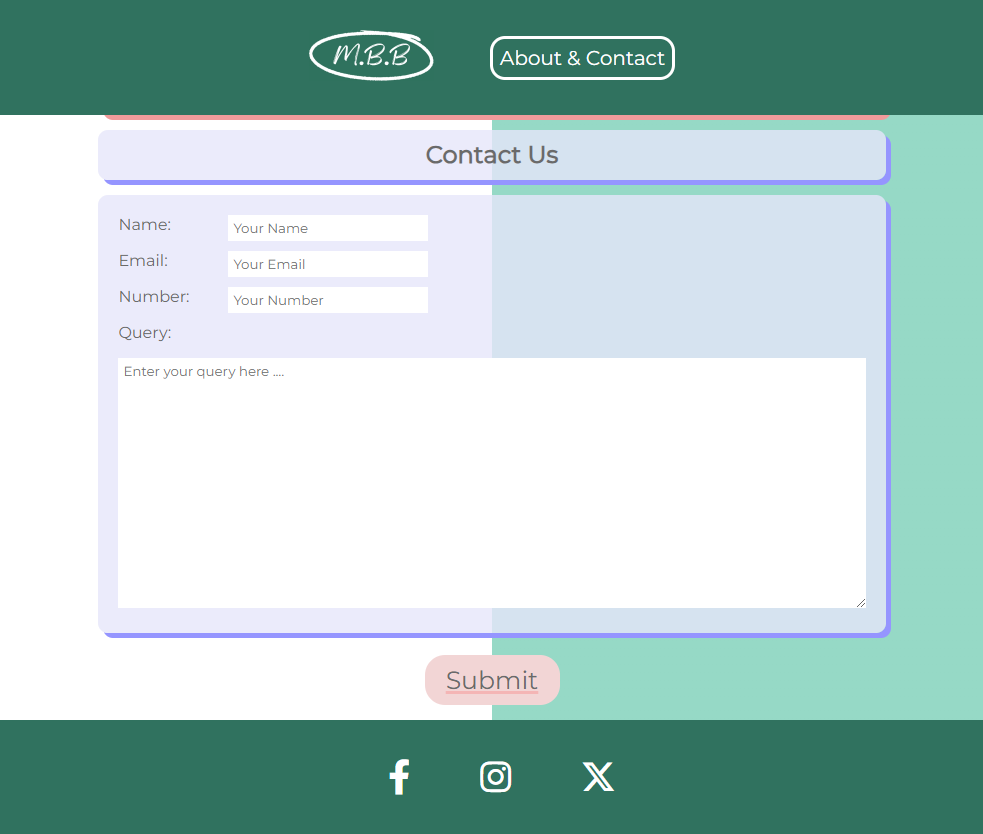 M.B.B
About & Contact
Contact Us
Name:
Your Name
Email:
Your Email
Number:
Your Number
Query:
Enter your query here ....
Submit